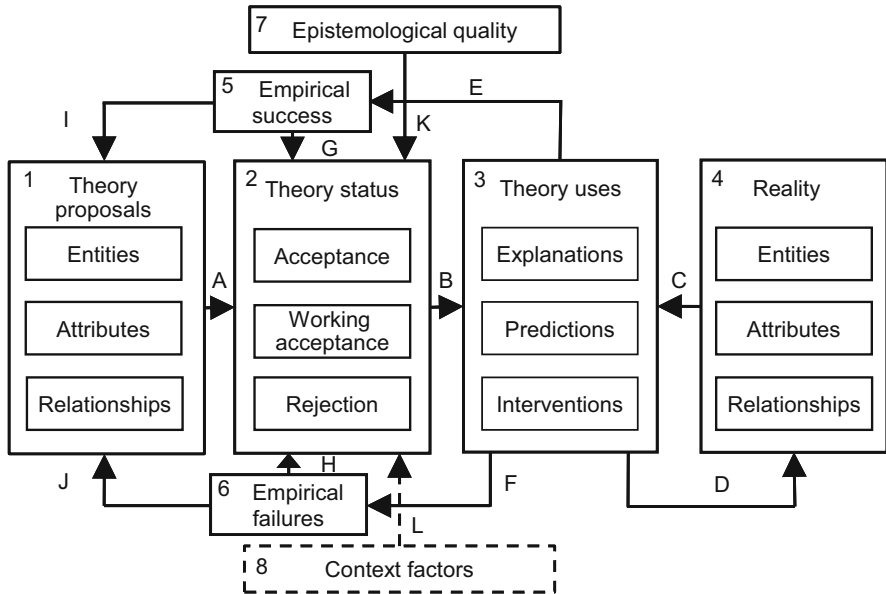 7 Epistemological quality
5 Empirical
success
E
I
G
K
1 Theory
proposals
Entities
Attributes
Relationships
A
2
Theory status
Acceptance
Working
acceptance
Rejection
B
3
Theory uses
Explanations
Predictions
Interventions
C
4
Reality
Entities
Attributes
Relationships
J
H
6 Empirical
failures
F
L
D
8 Context factors